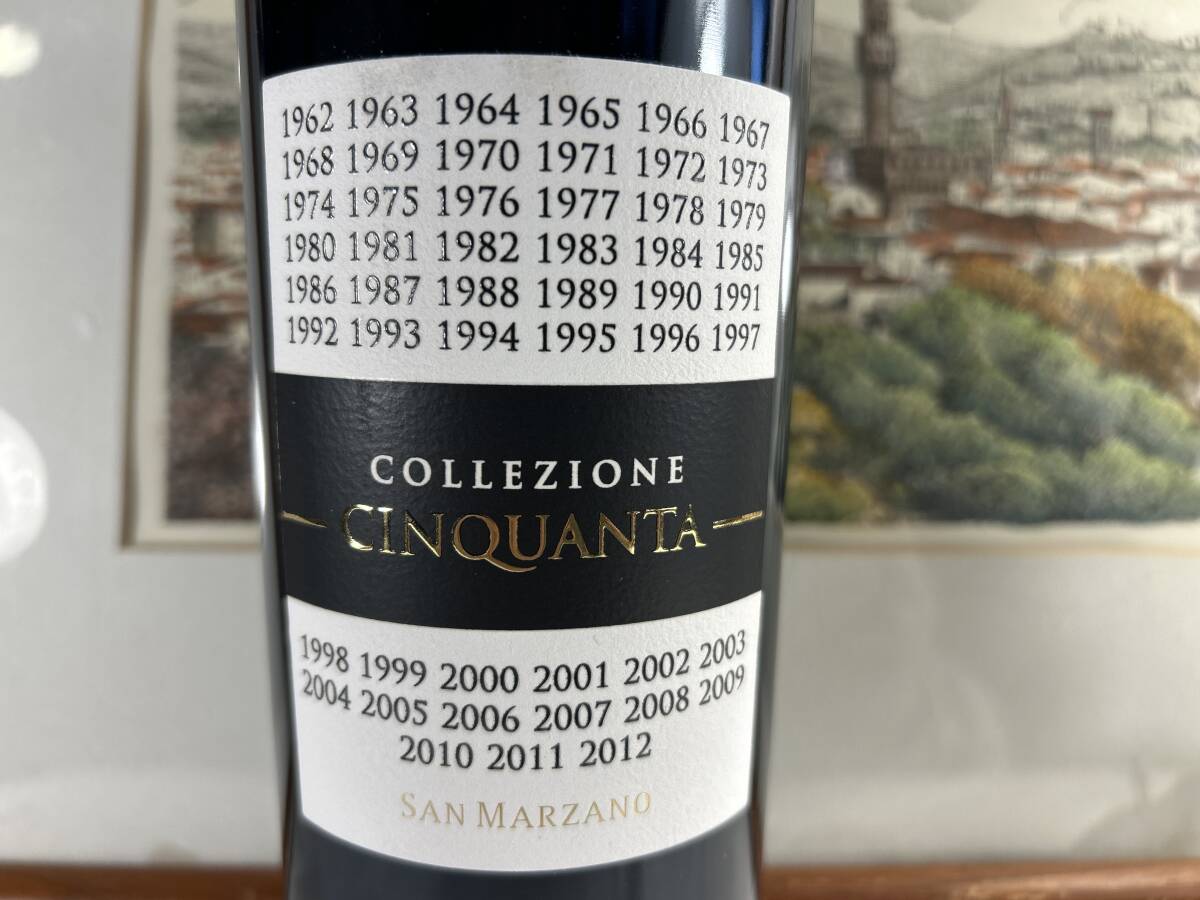 1962 1963 1964 1965 1966 1967
1968 1969 1970 1971 1972 1973
1974 1975 1976 1977 1978 1979
1980 1981 1982 1983 1984 1985
1986 1987 1988 1989 1990 1991
1992 1993 1994 1995 1996 1997
COLLEZIONE
CINQUANTA
1998 1999 2000 2001 2002 2003
2004 2005 2006 2007 2008 2009
2010 2011 2012
SAN MARZANO